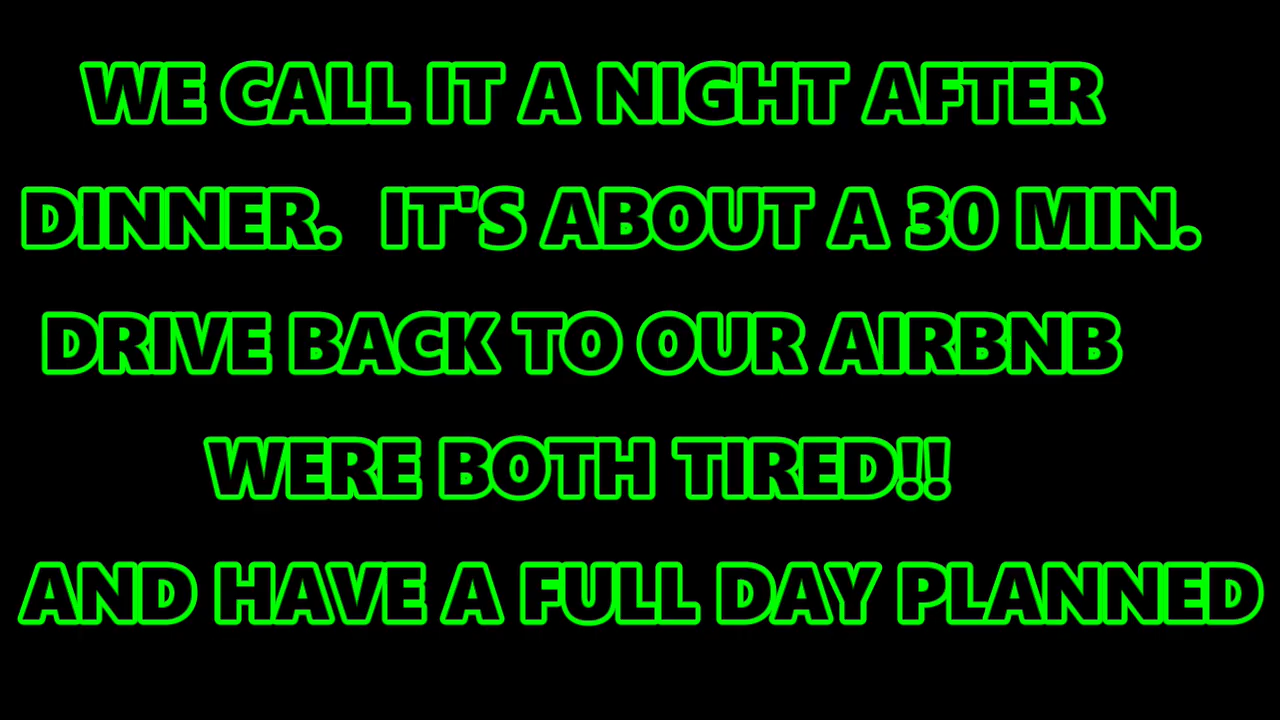 WE CALL IT A NIGHT AFTER
DINNER.  IT'S ABOUT A 30 MIN.
DRIVE BACK TO OUR AIRBNB
WERE BOTH TIRED!!
AND HAVE A FULL DAY PLANNED